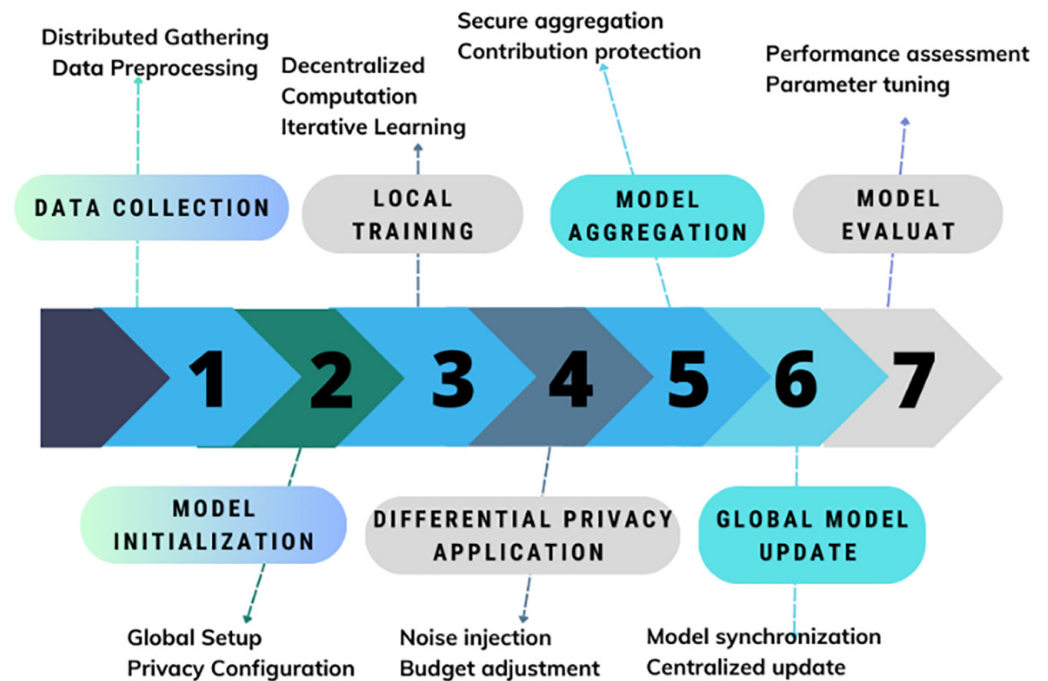 Distributed Gathering
Data Preprocessing
Decentralized
Computation
Iterative Learning
Secure aggregation
Contribution protection
Performance assessment
Parameter tuning
DATA COLLECTION
LOCAL
TRAINING
MODEL
AGGREGATION
MODEL
EVALUAT
1
2
3
4
5
6
7
MODEL
INITIALIZATION
DIFFERENTIAL PRIVACY
APPLICATION
GLOBAL MODEL
UPDATE
Global Setup
Privacy Configuration
Noise injection
Budget adjustment
Model synchronization
Centralized update